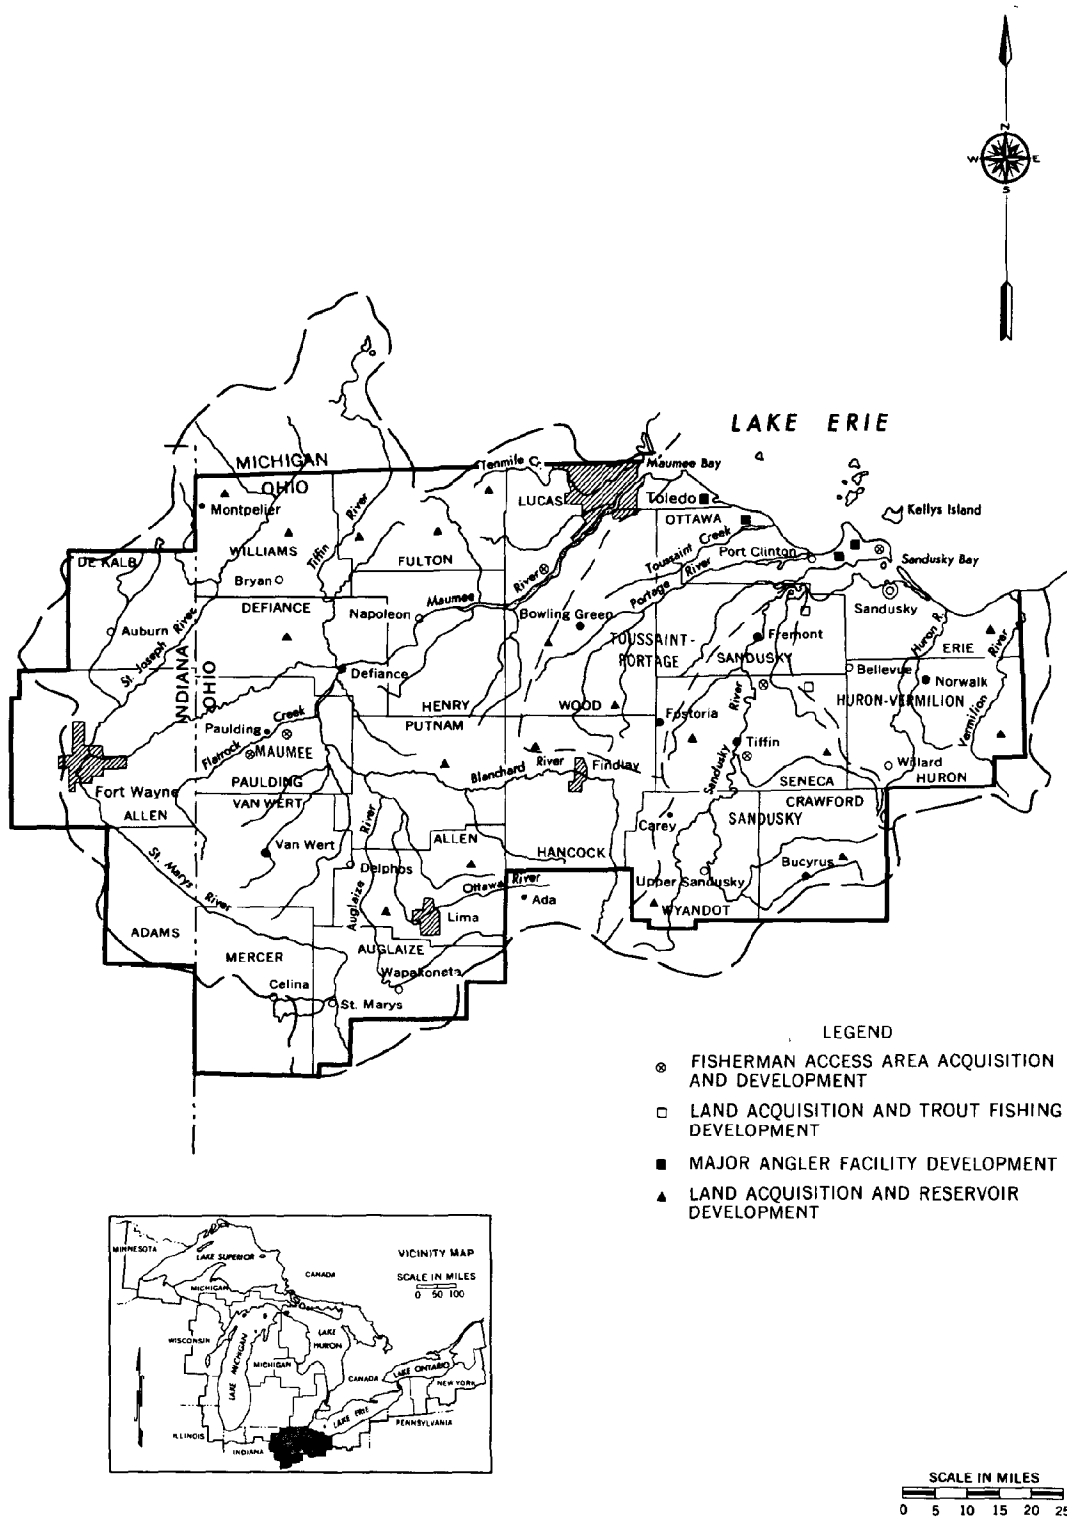 N
W E
S
LAKE ERIE
MICHIGAN
OHIO
Tenmile C.
Maumee Bay
LUCAS
Toledo
OTTAWA
Kellys Island
Montpelier
WILLIAMS
Tiffin River
FULTON
Toussaint Creek
Port Clinton
Portage River
Sandusky Bay
DE KALB
Bryan
DEFIANCE
Napoleon
Maumee River
Bowling Green
Sandusky
Auburn
St. Joseph River
INDIANA
OHIO
Defiance
TOUSSAINT-
PORTAGE
Fremont
SANDUSKY
Huron R.
ERIE
Bellevue
Norwalk
HURON-VERMILION
Vermilion River
HENRY
PUTNAM
WOOD
Fostoria
Sandusky River
Tiffin
Paulding
Flatrock Creek
MAUMEE
PAULDING
VAN WERT
Blanchard River
Findlay
Willard
HURON
SENECA
CRAWFORD
SANDUSKY
Fort Wayne
ALLEN
Van Wert
ALLEN
Delphos
HANCOCK
Carey
Bucyrus
Upper Sandusky
WYANDOT
St. Marys River
Auglaize River
Ottawa River
Ada
Lima
ADAMS
MERCER
AUGLAIZE
Wapakoneta
Celina
St. Marys
LEGEND
FISHERMAN ACCESS AREA ACQUISITION
AND DEVELOPMENT
LAND ACQUISITION AND TROUT FISHING
DEVELOPMENT
MAJOR ANGLER FACILITY DEVELOPMENT
LAND ACQUISITION AND RESERVOIR
DEVELOPMENT
MINNESOTA
LAKE SUPERIOR
VICINITY MAP
CANADA
SCALE IN MILES
0 50 100
MICHIGAN
WISCONSIN
LAKE MICHIGAN
LAKE
HURON
MICHIGAN
CANADA
LAKE ONTARIO
NEW YORK
LAKE ERIE
PENNSYLVANIA
ILLINOIS
INDIANA
SCALE IN MILES
0 5 10 15 20 25